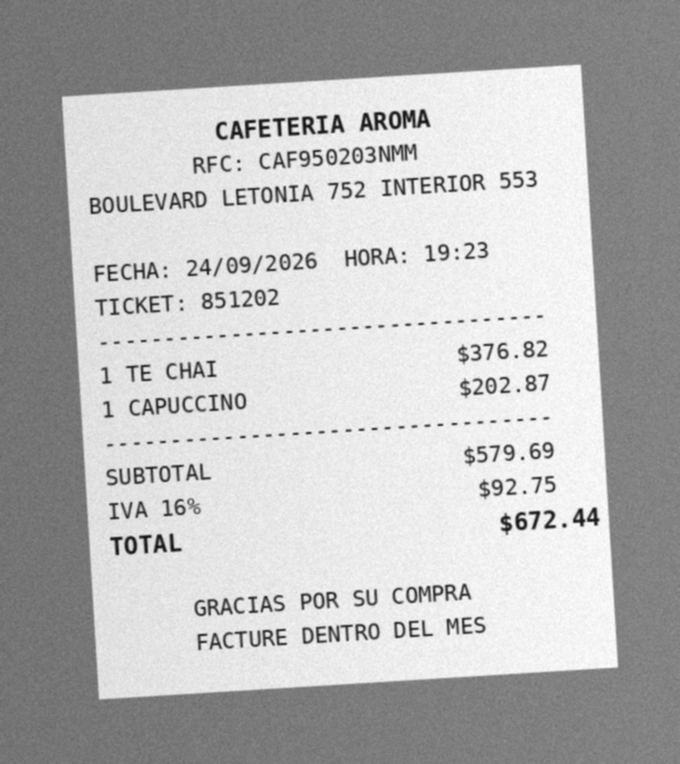 CAFETERIA AROMA
RFC: CAF950203NMM
BOULEVARD LETONIA 752 INTERIOR 553
FECHA: 24/09/2026 HORA: 19:23
TICKET: 851202
----------------------------------
1 TE CHAI $376.82
1 CAPUCCINO $202.87
----------------------------------
SUBTOTAL $579.69
IVA 16% $92.75
TOTAL $672.44
GRACIAS POR SU COMPRA
FACTURE DENTRO DEL MES